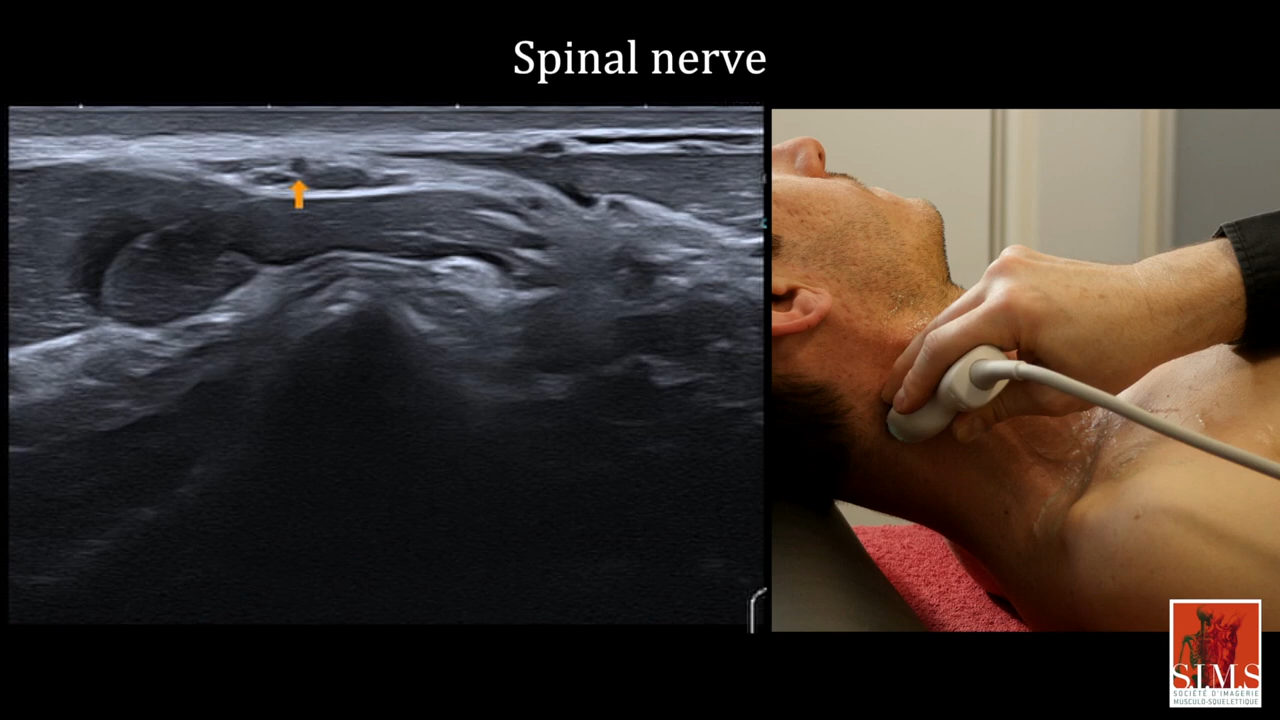 Spinal nerve
S.I.M.S
SOCIÉTÉ D'IMAGERIE
MUSCULO-SQUELETTIQUE